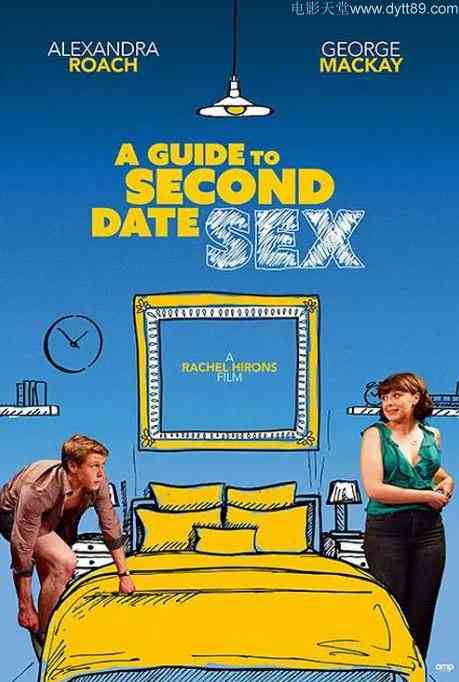 电影天堂www.dytt89.com
ALEXANDRA
ROACH
GEORGE
MACKAY
A GUIDE TO
SECOND
DATE SEX
A
RACHEL HIRONS
FILM
amp